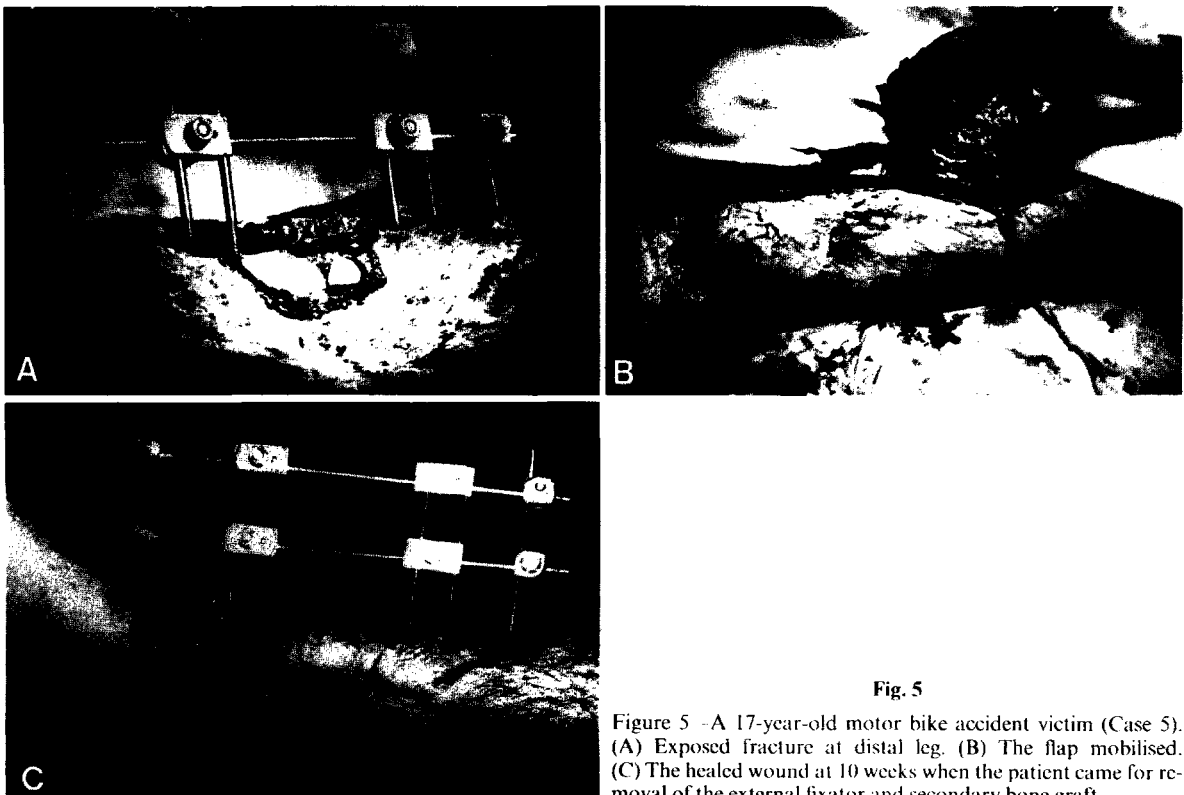 A
B
C
Fig. 5
Figure 5 -A 17-year-old motor bike accident victim (Case 5).
(A) Exposed fracture at distal leg. (B) The flap mobilised.
(C) The healed wound at 10 weeks when the patient came for re-
moval of the external fixator and secondary bone graft